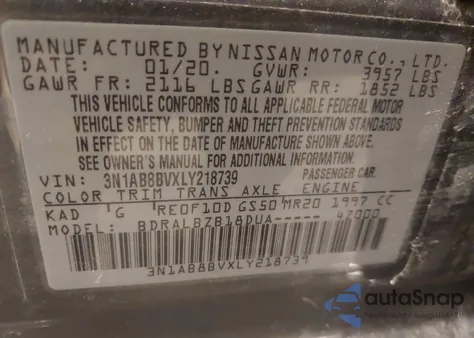 MANUFACTURED BY NISSAN MOTOR CO., LTD.
DATE: 01/20. GVWR: 3957 LBS
GAWR FR: 2116 LBS GAWR RR: 1852 LBS
THIS VEHICLE CONFORMS TO ALL APPLICABLE FEDERAL MOTOR
VEHICLE SAFETY, BUMPER AND THEFT PREVENTION STANDARDS
IN EFFECT ON THE DATE OF MANUFACTURE SHOWN ABOVE.
SEE OWNER'S MANUAL FOR ADDITIONAL INFORMATION.
VIN: 3N1AB8BVXLY218739 PASSENGER CAR.
COLOR TRIM TRANS AXLE ENGINE
KAD G RE0F10D GS50 MR20 1997 CC
MODEL: BDRALBZB18DUA----- 47000
3N1AB8BVXLY218739
autoSnap